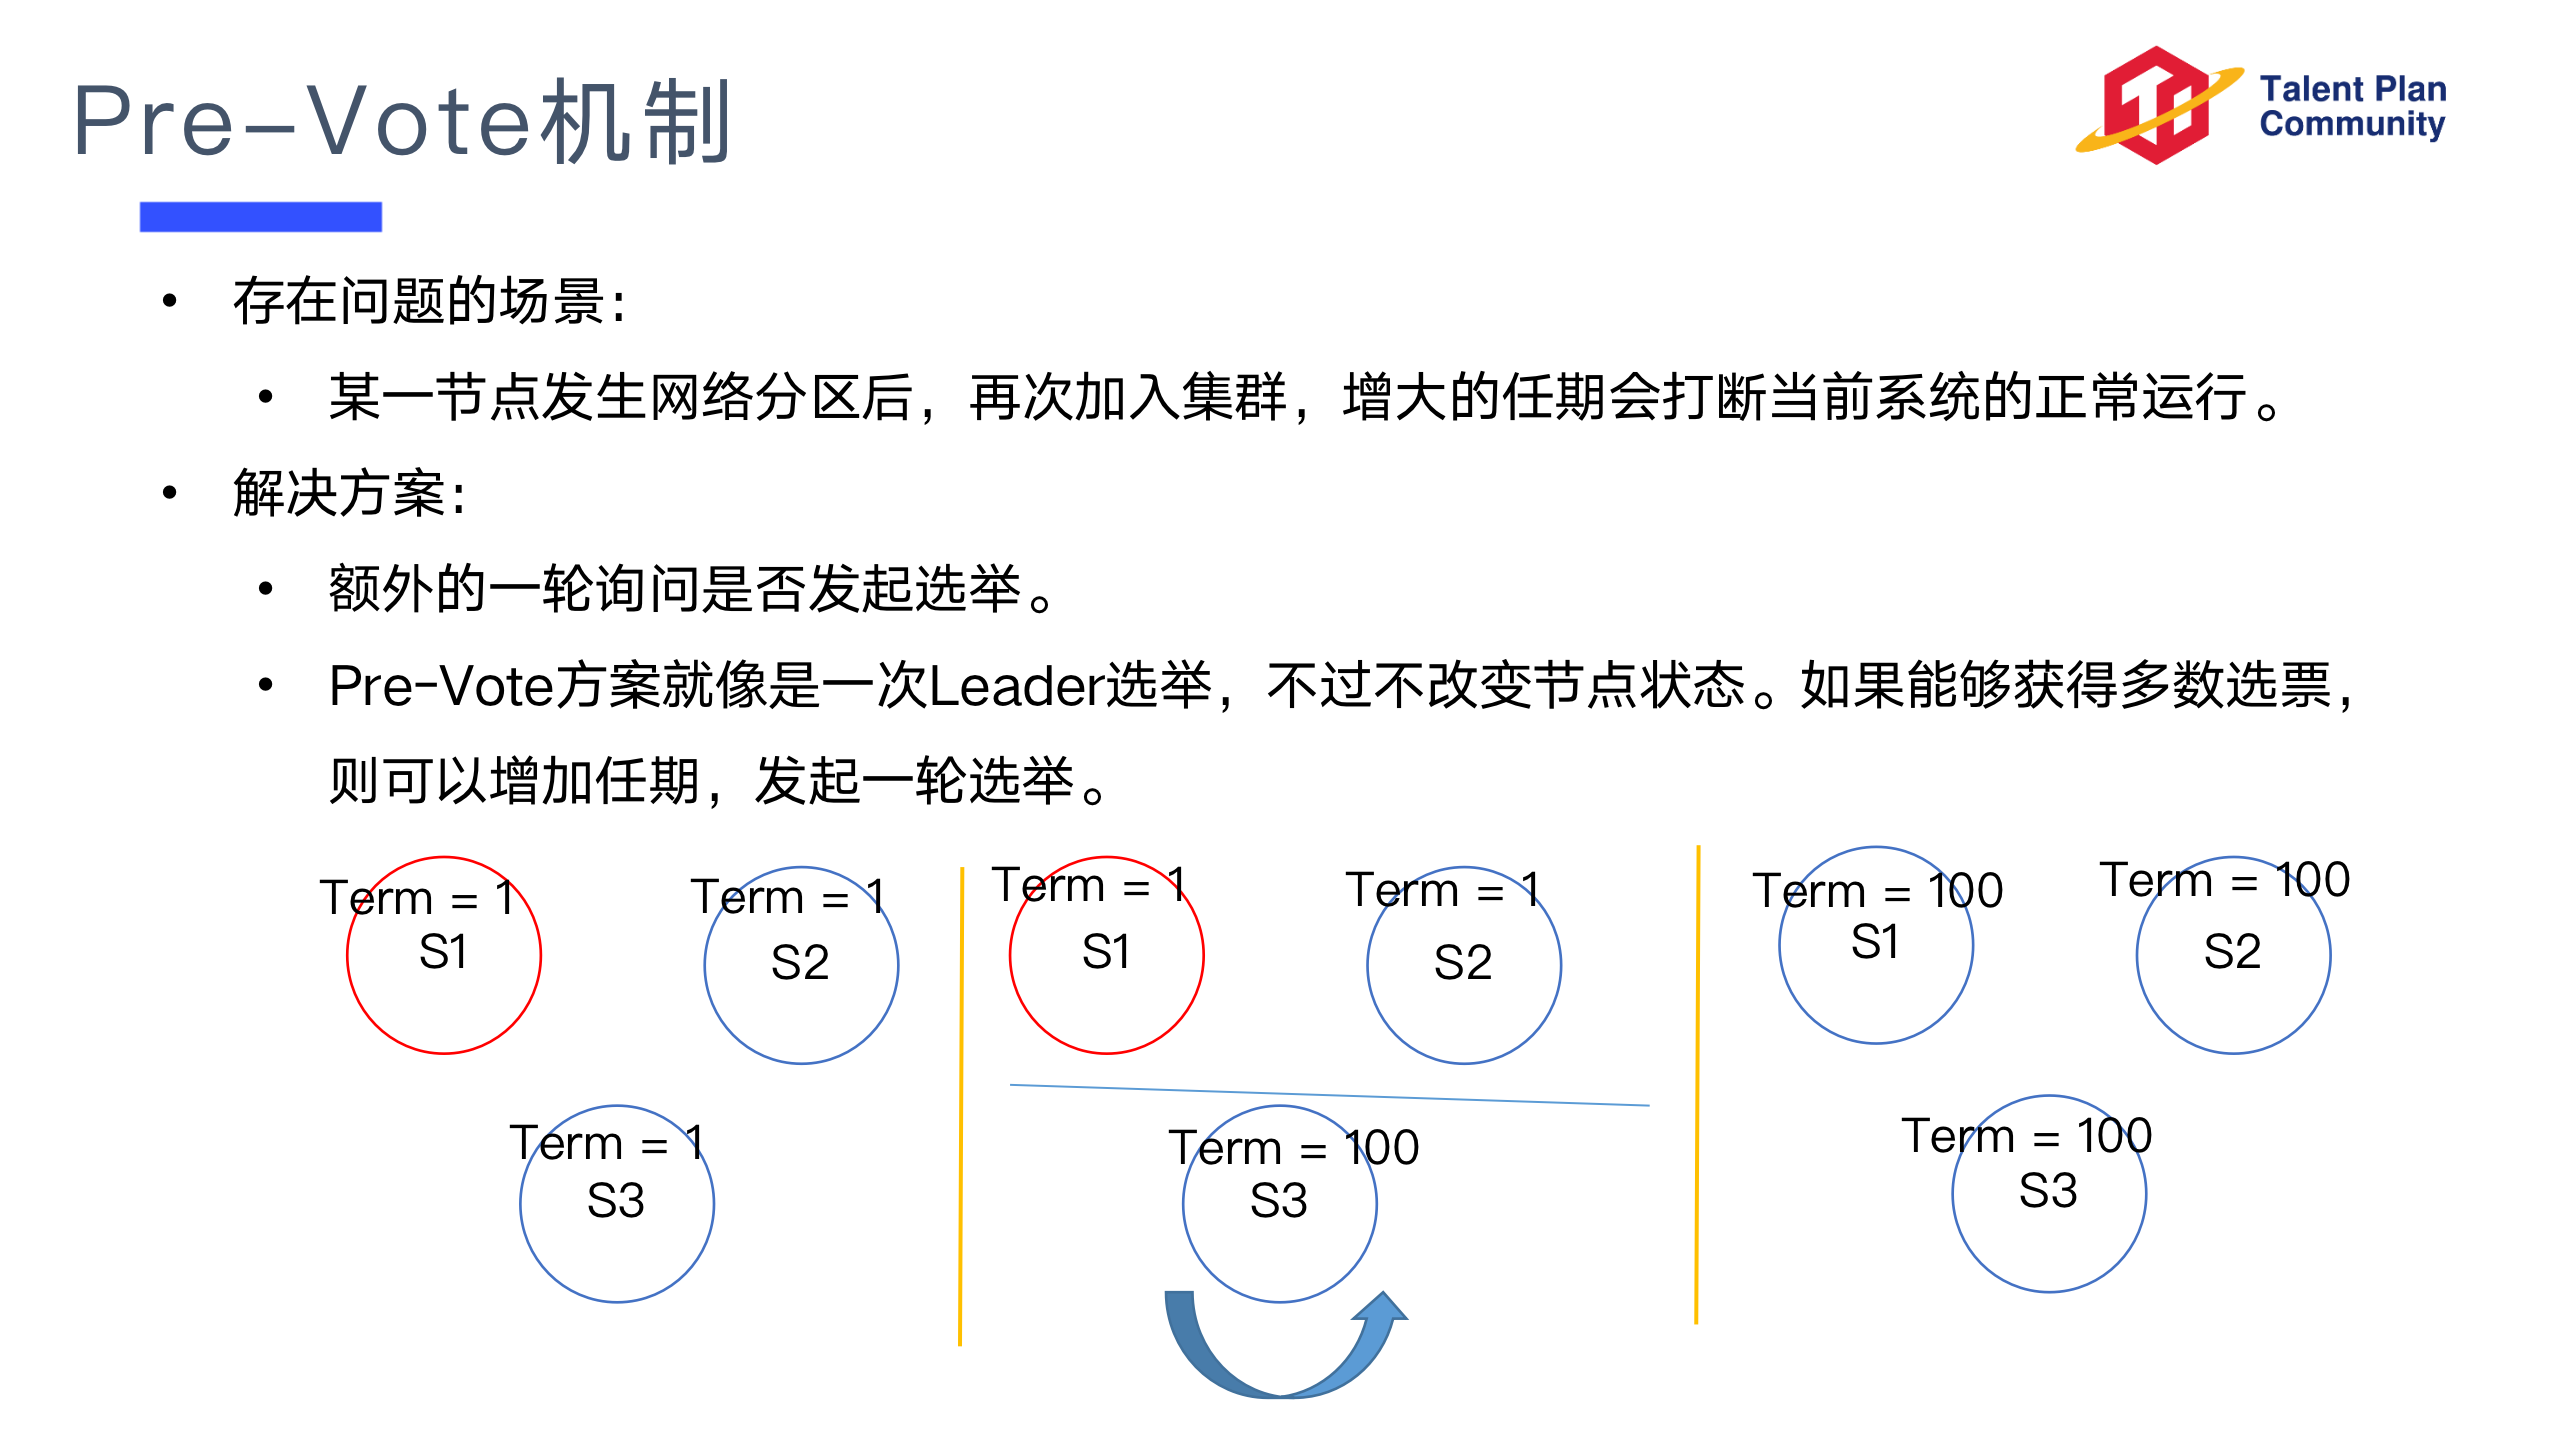 Pre-Vote机制
Talent Plan
Community
• 存在问题的场景：
• 某一节点发生网络分区后，再次加入集群，增大的任期会打断当前系统的正常运行。
• 解决方案：
• 额外的一轮询问是否发起选举。
• Pre-Vote方案就像是一次Leader选举，不过不改变节点状态。如果能够获得多数选票，
则可以增加任期，发起一轮选举。
Term = 1
S1
Term = 1
S2
Term = 1
S3
Term = 1
S1
Term = 1
S2
Term = 100
S3
Term = 100
S1
Term = 100
S2
Term = 100
S3